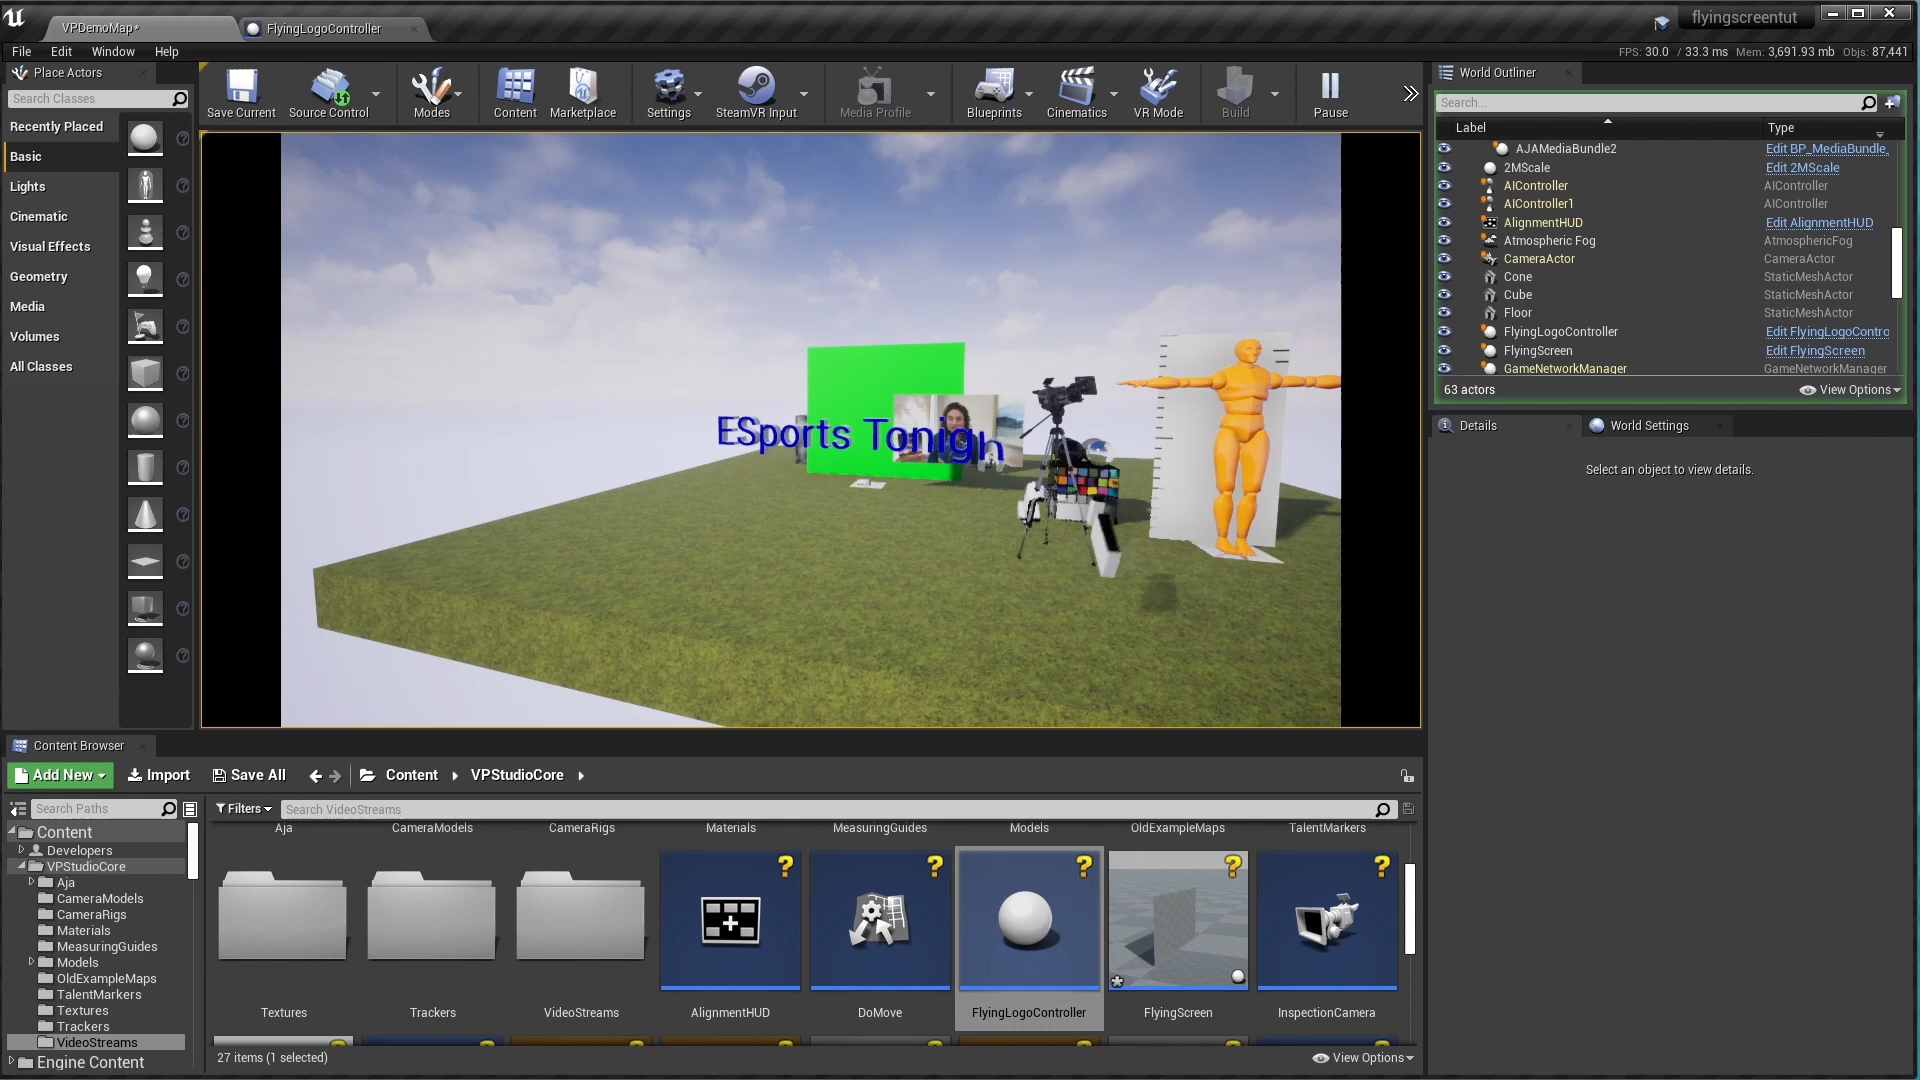 VPDemoMap*
FlyingLogoController
flyingscreentut
File Edit Window Help
FPS: 30.0 / 33.3 ms Mem: 3,691.93 mb Objs: 87,441
Place Actors
Search Classes
Recently Placed
Basic
Lights
Cinematic
Visual Effects
Geometry
Media
Volumes
All Classes
Save Current
Source Control
Modes
Content
Marketplace
Settings
SteamVR Input
Media Profile
Blueprints
Cinematics
VR Mode
Build
Pause
ESports Tonigh
World Outliner
Search...
Label Type
AJAMediaBundle2 Edit BP_MediaBundle_
2MScale Edit 2MScale
AIController AIController
AIController1 AIController
AlignmentHUD Edit AlignmentHUD
Atmospheric Fog AtmosphericFog
CameraActor CameraActor
Cone StaticMeshActor
Cube StaticMeshActor
Floor StaticMeshActor
FlyingLogoController Edit FlyingLogoContro
FlyingScreen Edit FlyingScreen
GameNetworkManager GameNetworkManager
63 actors View Options
Details World Settings
Select an object to view details.
Content Browser
Add New Import Save All Content VPStudioCore
Search Paths
Filters Search VideoStreams
Content
Developers
VPStudioCore
Aja
CameraModels
CameraRigs
Materials
MeasuringGuides
Models
OldExampleMaps
TalentMarkers
Textures
Trackers
VideoStreams
Engine Content
Aja CameraModels CameraRigs Materials MeasuringGuides Models OldExampleMaps TalentMarkers
Textures Trackers VideoStreams AlignmentHUD DoMove FlyingLogoController FlyingScreen InspectionCamera
27 items (1 selected) View Options